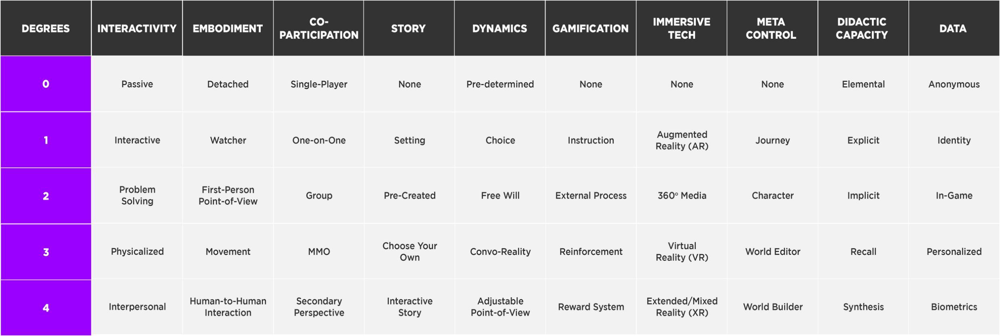 DEGREES INTERACTIVITY EMBODIMENT CO-PARTICIPATION STORY DYNAMICS GAMIFICATION IMMERSIVE TECH META CONTROL DIDACTIC CAPACITY DATA
0 Passive Detached Single-Player None Pre-determined None None None Elemental Anonymous
1 Interactive Watcher One-on-One Setting Choice Instruction Augmented Reality (AR) Journey Explicit Identity
2 Problem Solving First-Person Point-of-View Group Pre-Created Free Will External Process 360° Media Character Implicit In-Game
3 Physicalized Movement MMO Choose Your Own Convo-Reality Reinforcement Virtual Reality (VR) World Editor Recall Personalized
4 Interpersonal Human-to-Human Interaction Secondary Perspective Interactive Story Adjustable Point-of-View Reward System Extended/Mixed Reality (XR) World Builder Synthesis Biometrics